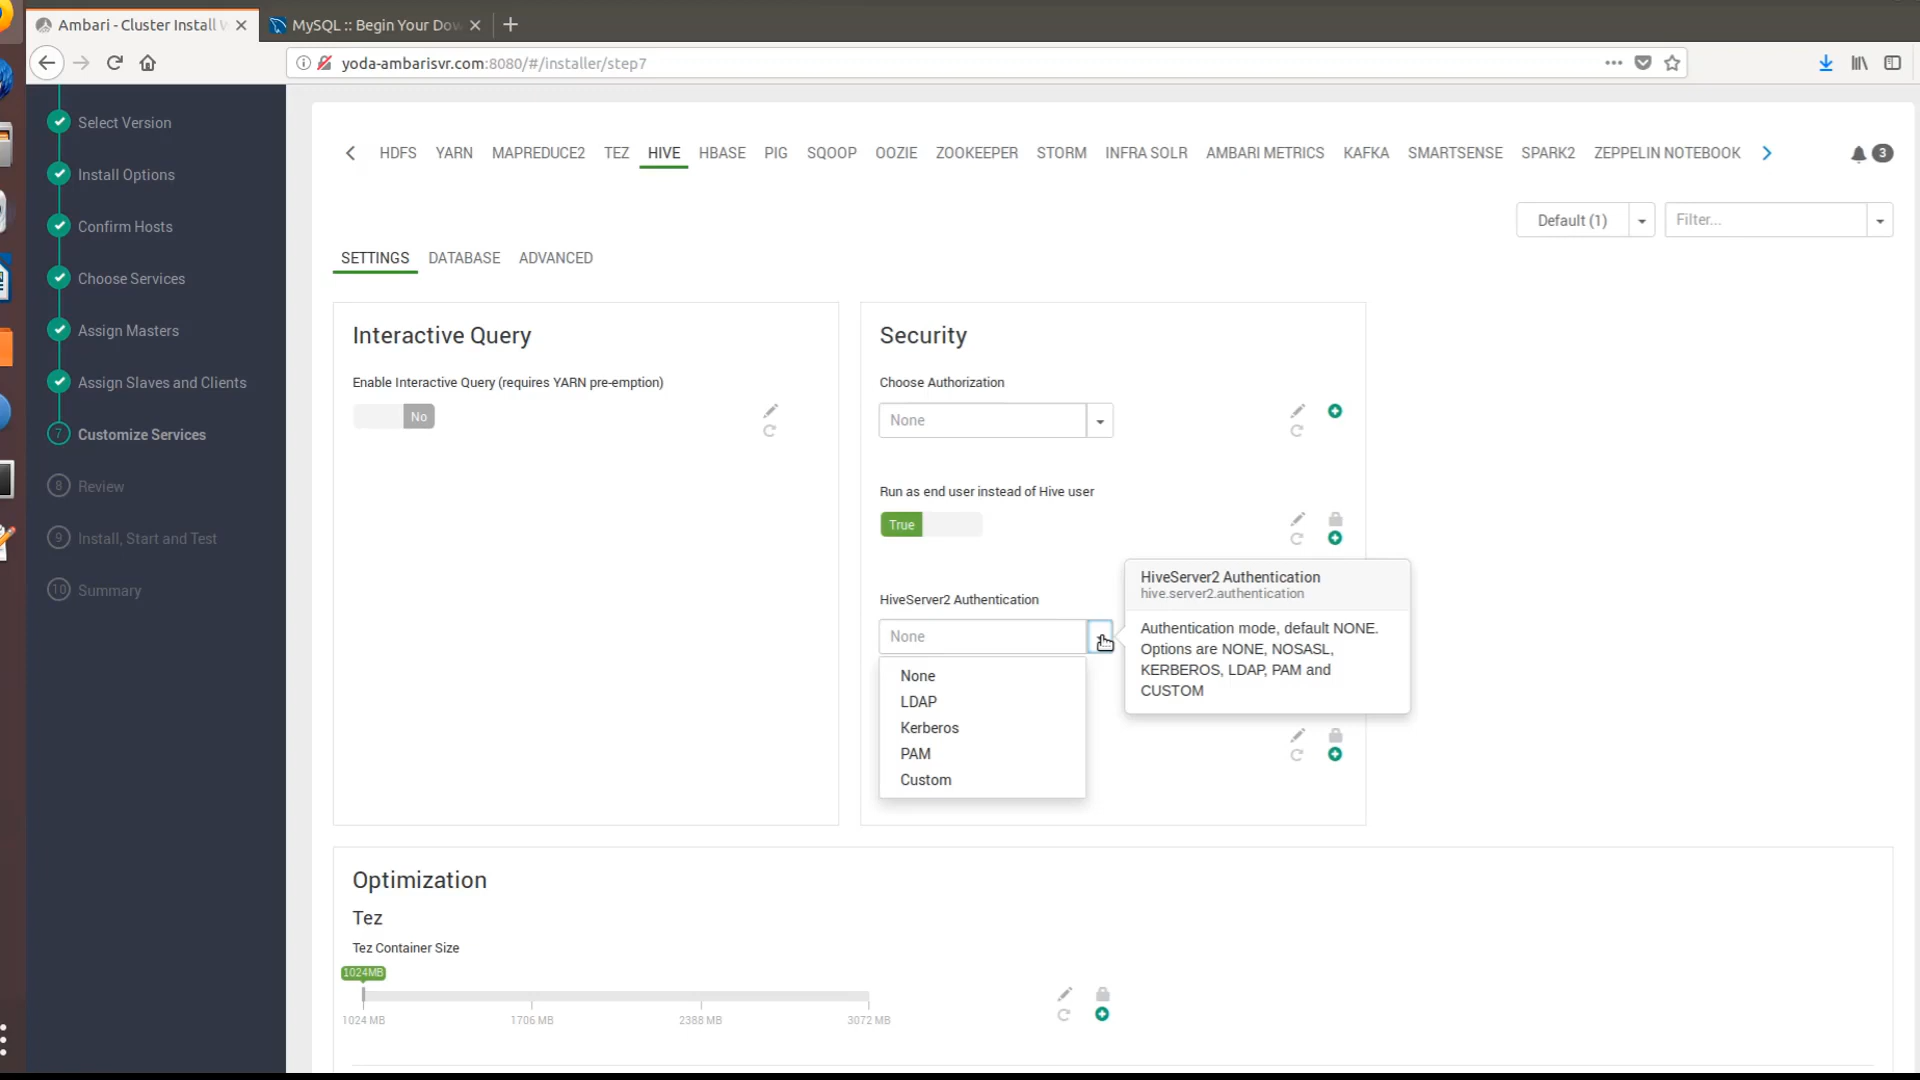 Ambari - Cluster Install W
MySQL :: Begin Your Dow
yoda-ambarisvr.com:8080/#/installer/step7
Select Version
Install Options
Confirm Hosts
Choose Services
Assign Masters
Assign Slaves and Clients
7 Customize Services
8 Review
9 Install, Start and Test
10 Summary
HDFS YARN MAPREDUCE2 TEZ HIVE HBASE PIG SQOOP OOZIE ZOOKEEPER STORM INFRA SOLR AMBARI METRICS KAFKA SMARTSENSE SPARK2 ZEPPELIN NOTEBOOK
3
Default (1)
Filter...
SETTINGS DATABASE ADVANCED
Interactive Query
Enable Interactive Query (requires YARN pre-emption)
No
Security
Choose Authorization
None
Run as end user instead of Hive user
True
HiveServer2 Authentication
None
None
LDAP
Kerberos
PAM
Custom
HiveServer2 Authentication
hive.server2.authentication
Authentication mode, default NONE.
Options are NONE, NOSASL,
KERBEROS, LDAP, PAM and
CUSTOM
Optimization
Tez
Tez Container Size
1024MB
1024 MB 1706 MB 2388 MB 3072 MB